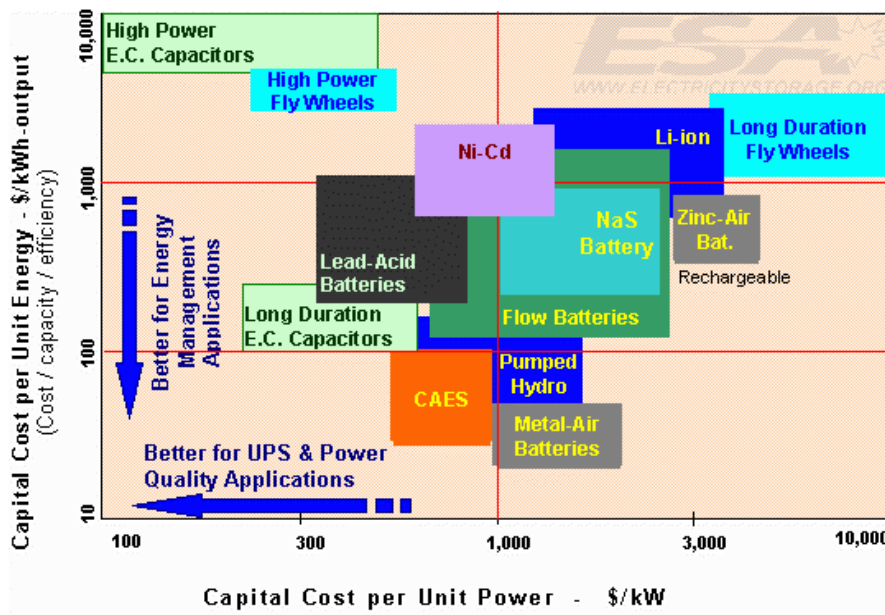 10,000
High Power
E.C. Capacitors
ESA
WWW.ELECTRICITYSTORAGE.ORG
High Power
Fly Wheels
Li-ion
Long Duration
Fly Wheels
Ni-Cd
1,000
NaS
Battery
Zinc-Air
Bat.
Rechargeable
Lead-Acid
Batteries
Long Duration
E.C. Capacitors
Flow Batteries
100
Pumped
Hydro
CAES
Metal-Air
Batteries
Better for Energy
Management
Applications
Better for UPS & Power
Quality Applications
10
Capital Cost per Unit Energy - $/kWh-output
(Cost / capacity / efficiency)
100
300
1,000
3,000
10,000
Capital Cost per Unit Power - $/kW